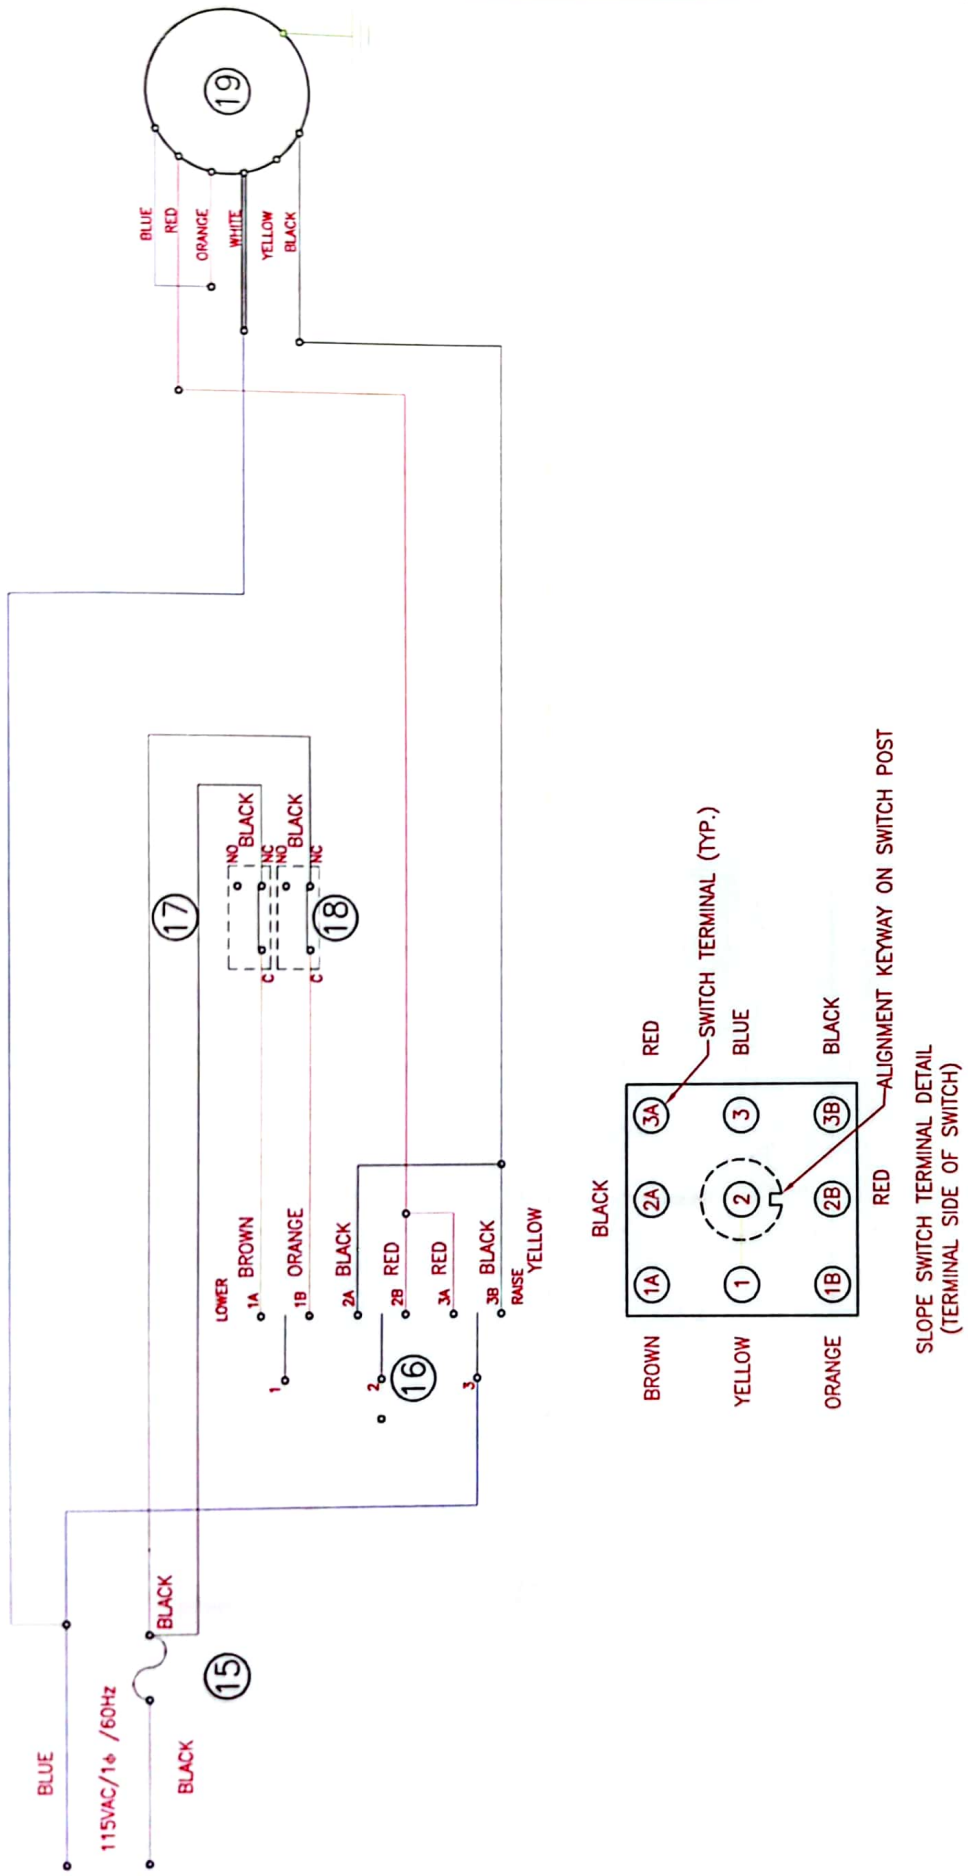 BLUE
115VAC/1ϕ /60Hz
BLACK
15
BLACK
17
NO
BLACK
NC
C
NO
BLACK
NC
C
18
LOWER
1A
BROWN
1
1B
ORANGE
2A
BLACK
2
2B
RED
16
3A
RED
3
3B
BLACK
RAISE
YELLOW
BLUE
RED
ORANGE
WHITE
YELLOW
BLACK
19
BLACK
BROWN
1A
2A
3A
RED
SWITCH TERMINAL (TYP.)
YELLOW
1
2
3
BLUE
ORANGE
1B
2B
3B
BLACK
RED
ALIGNMENT KEYWAY ON SWITCH POST
SLOPE SWITCH TERMINAL DETAIL
(TERMINAL SIDE OF SWITCH)